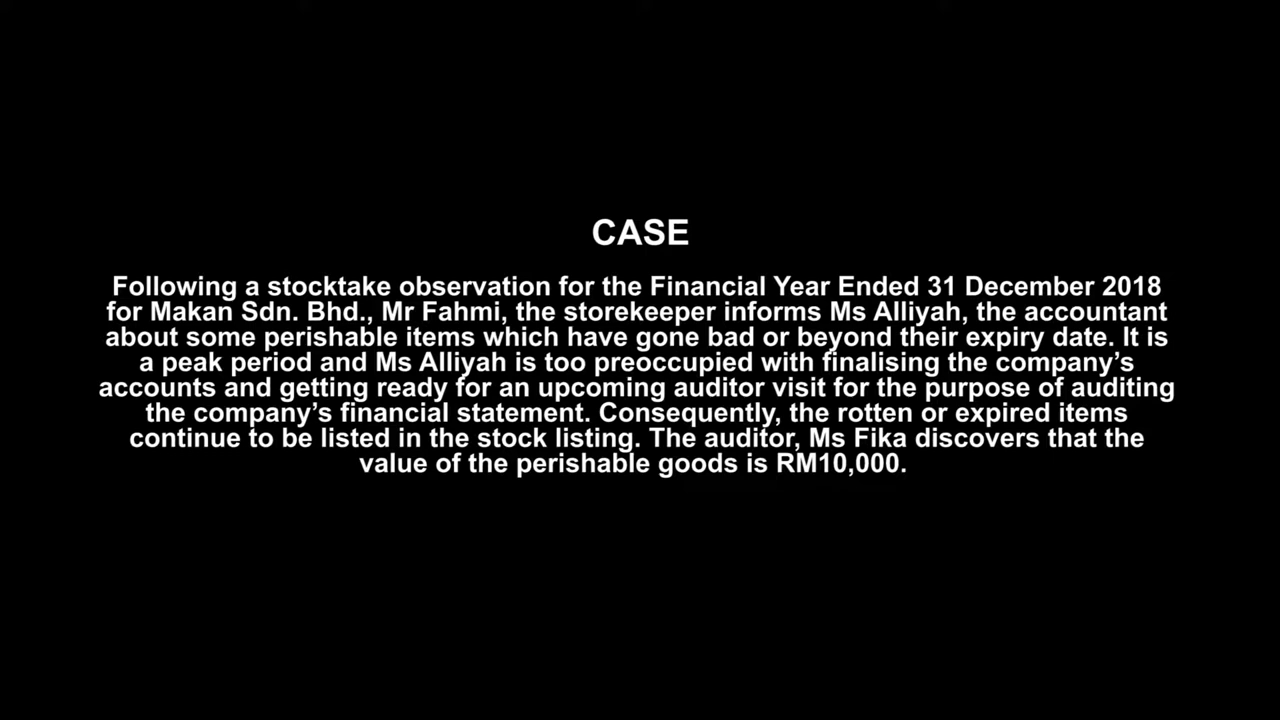 CASE
Following a stocktake observation for the Financial Year Ended 31 December 2018
for Makan Sdn. Bhd., Mr Fahmi, the storekeeper informs Ms Alliyah, the accountant
about some perishable items which have gone bad or beyond their expiry date. It is
a peak period and Ms Alliyah is too preoccupied with finalising the company’s
accounts and getting ready for an upcoming auditor visit for the purpose of auditing
the company’s financial statement. Consequently, the rotten or expired items
continue to be listed in the stock listing. The auditor, Ms Fika discovers that the
value of the perishable goods is RM10,000.